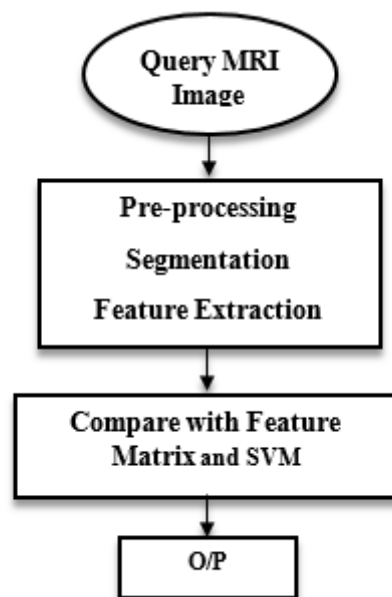 Query MRI
Image
Pre-processing
Segmentation
Feature Extraction
Compare with Feature
Matrix and SVM
O/P